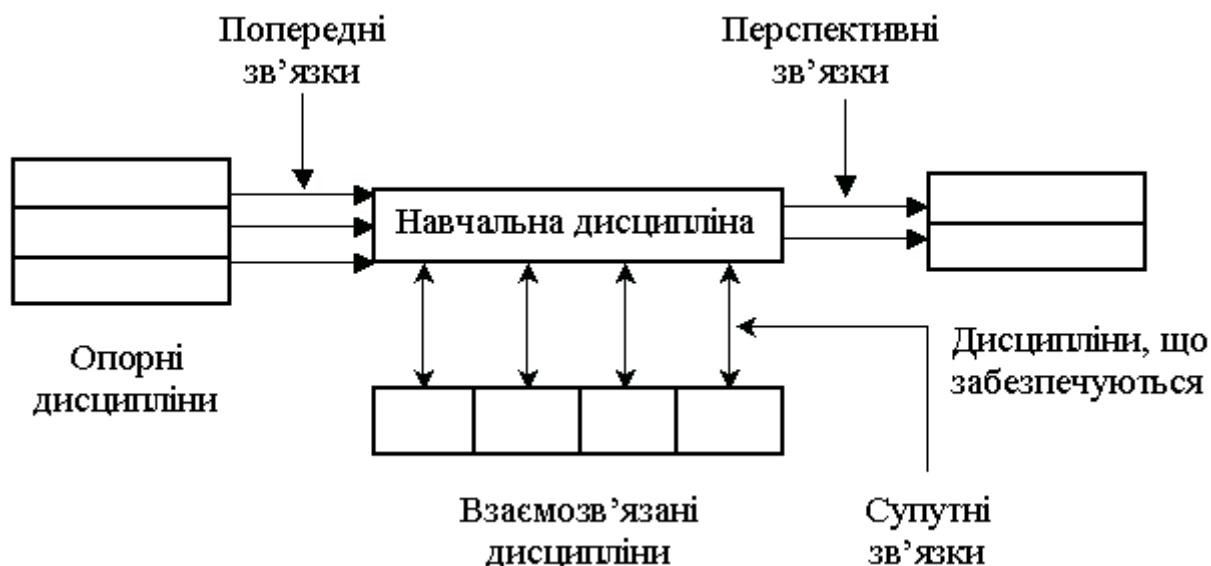 Попередні
зв’язки
Перспективні
зв’язки
Навчальна дисципліна
Опорні
дисципліни
Дисципліни, що
забезпечуються
Взаємозв’язані
дисципліни
Супутні
зв’язки